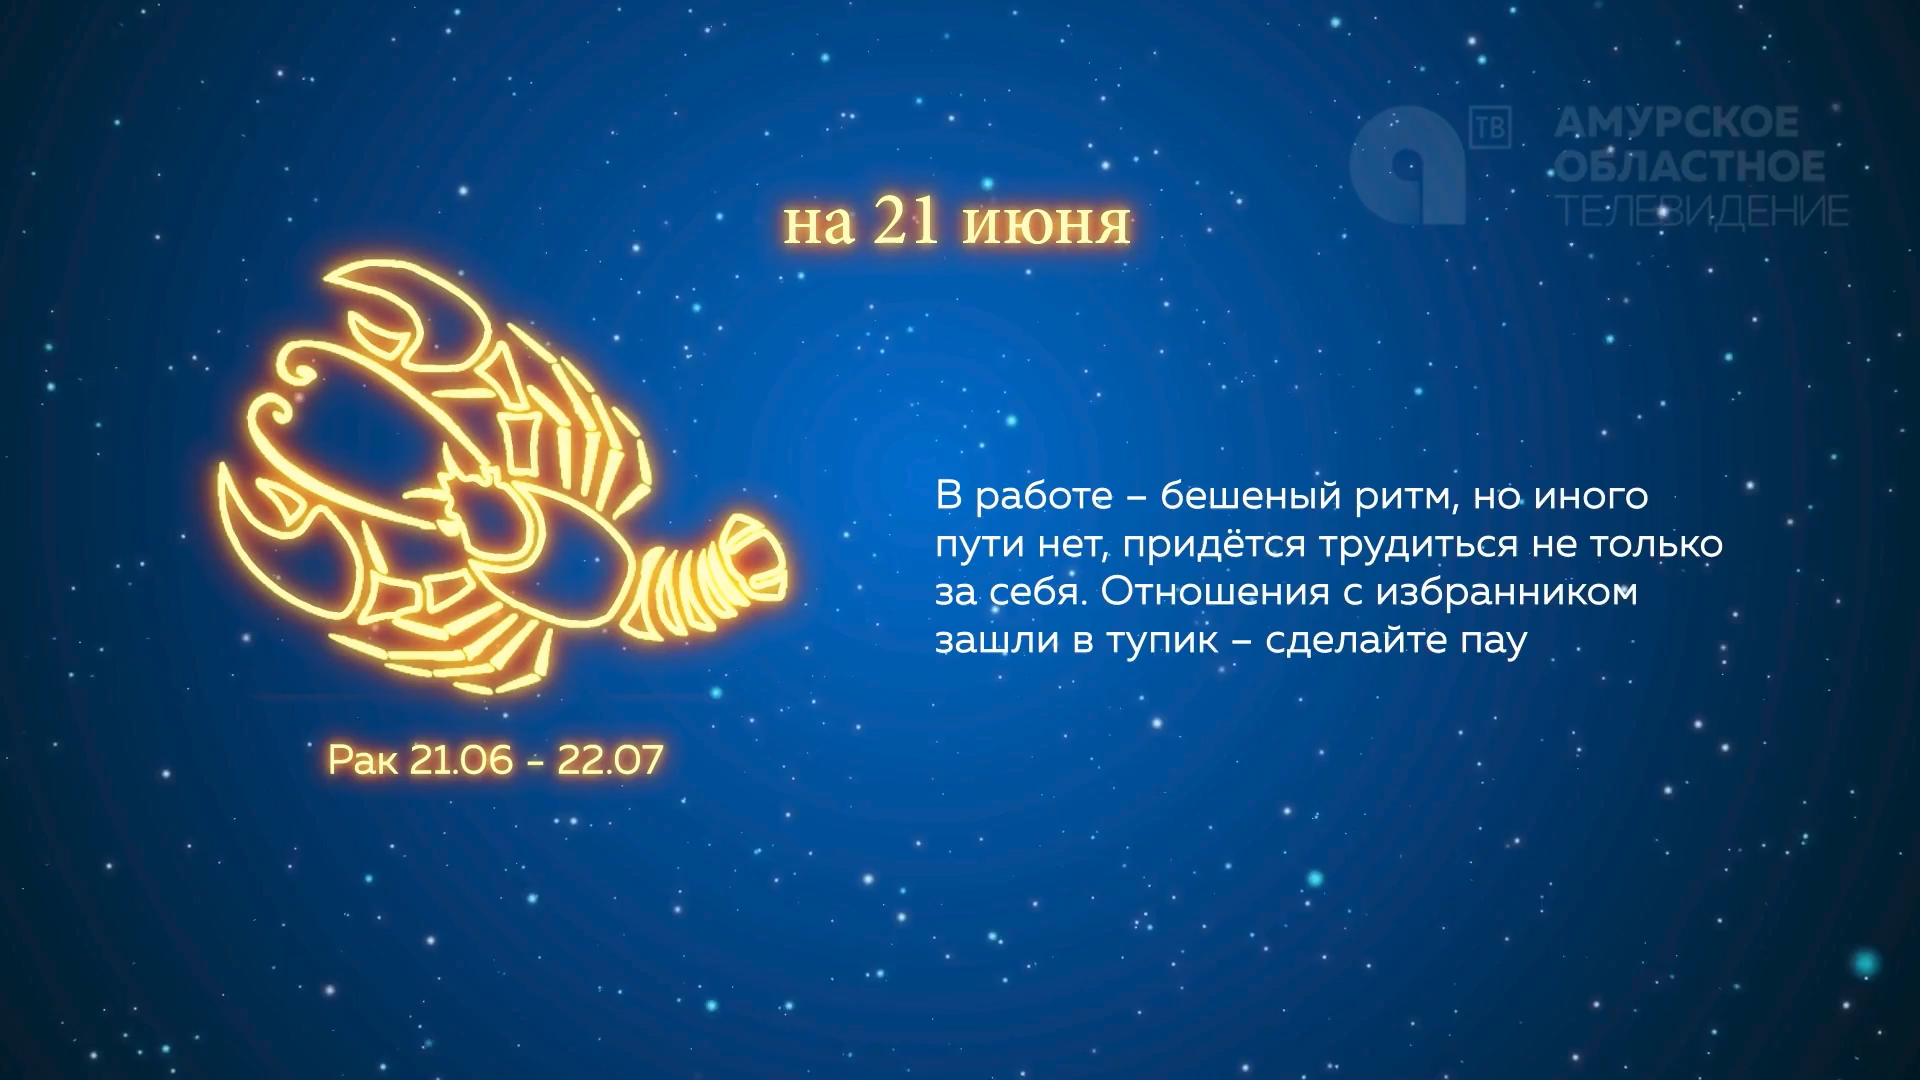 ТВ
АМУРСКОЕ
ОБЛАСТНОЕ
ТЕЛЕВИДЕНИЕ
на 21 июня
В работе – бешеный ритм, но иного
пути нет, придётся трудиться не только
за себя. Отношения с избранником
зашли в тупик – сделайте пау
Рак 21.06 - 22.07